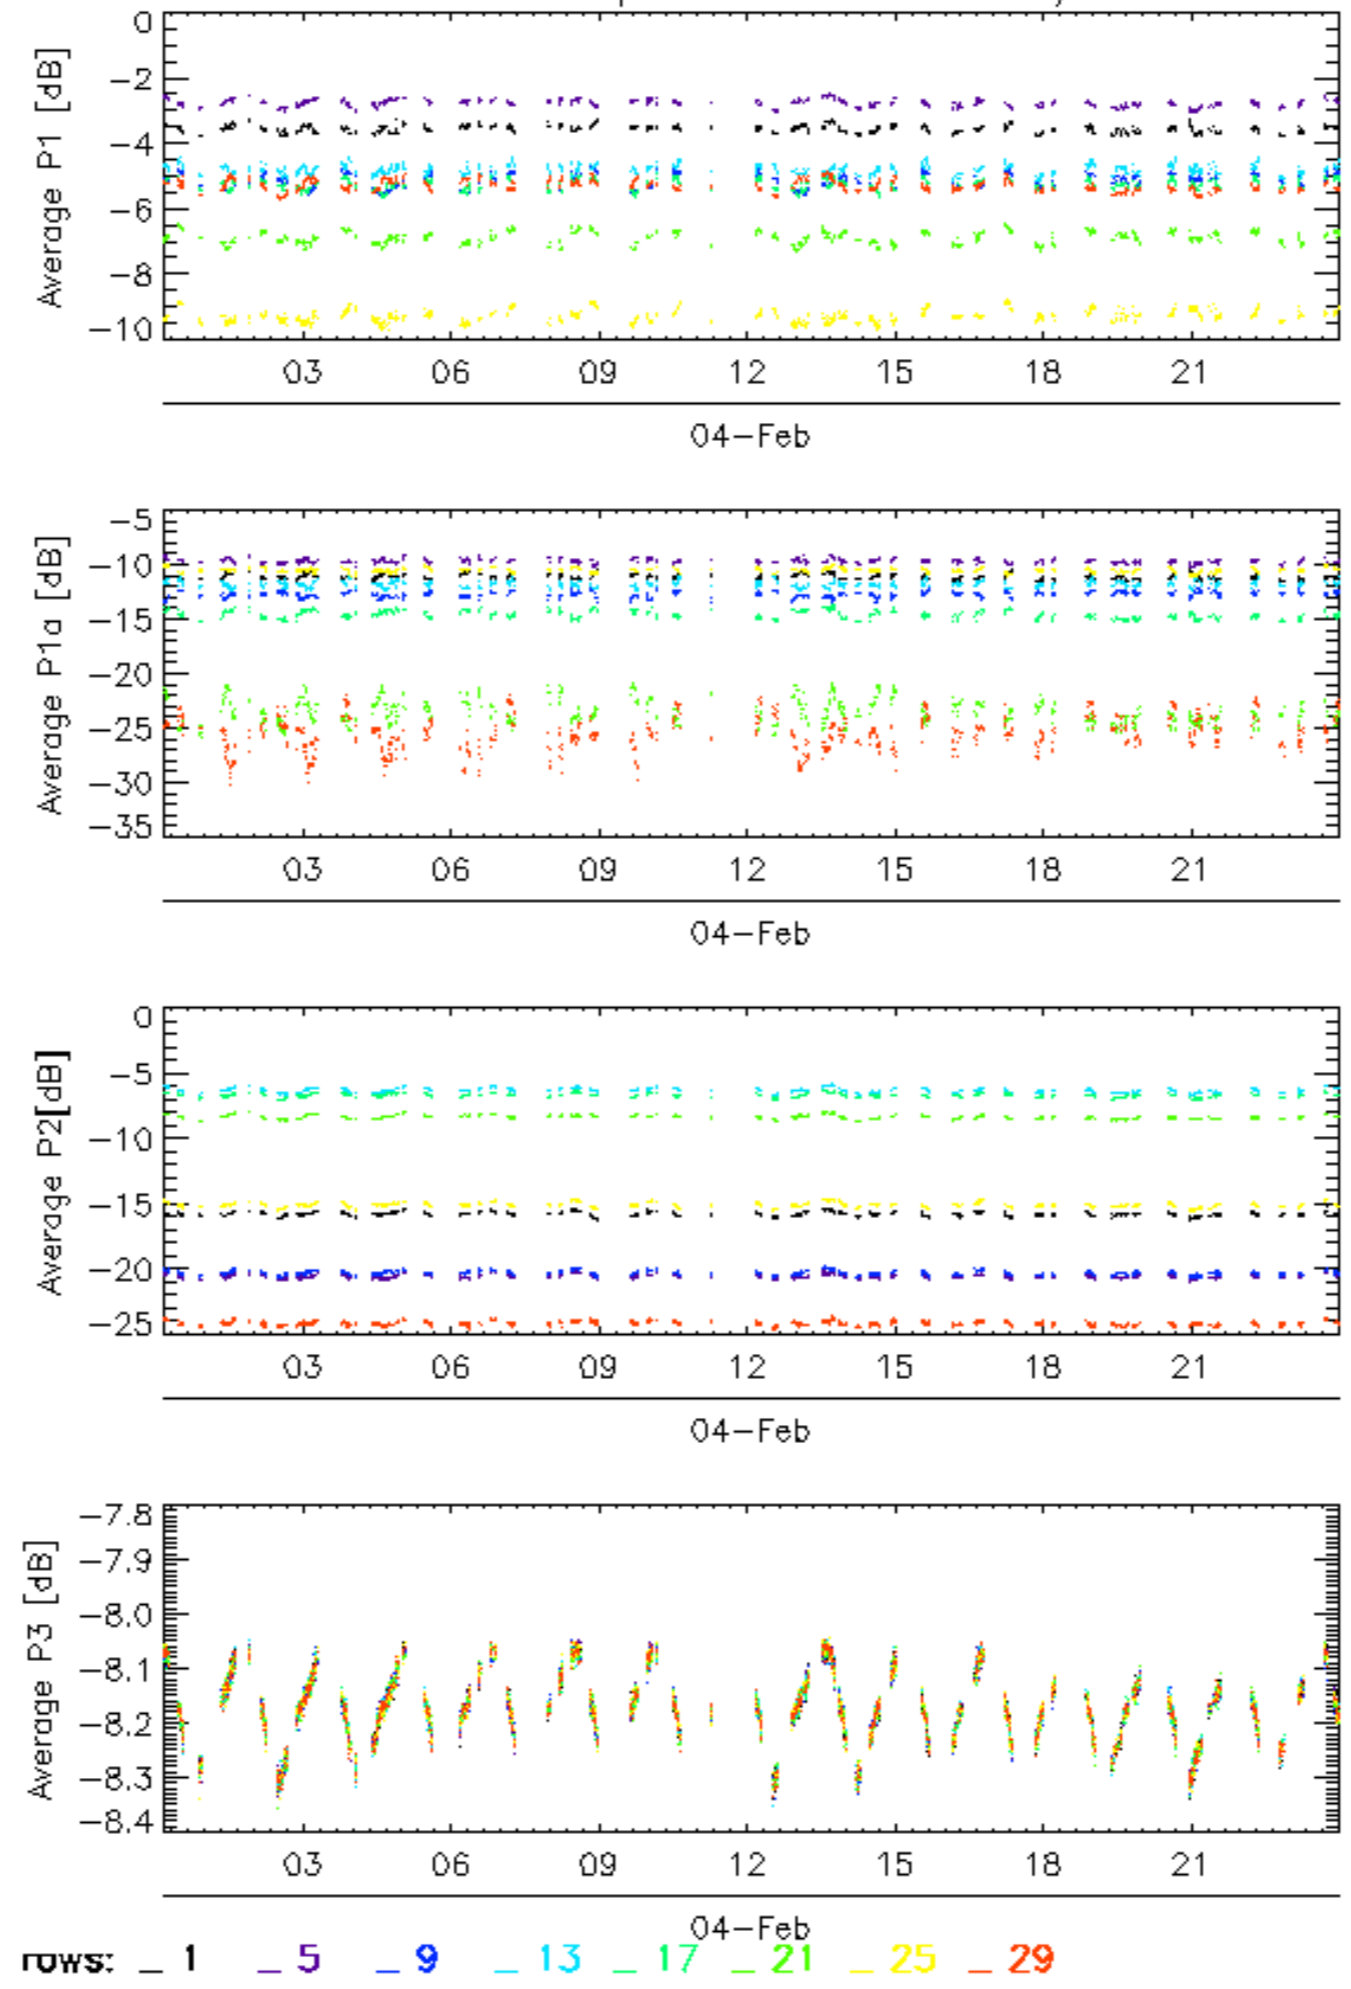 Average P1 [dB]
0
−2
−4
−6
−8
−10
03 06 09 12 15 18 21
04−Feb
Average P1a [dB]
−5
−10
−15
−20
−25
−30
−35
03 06 09 12 15 18 21
04−Feb
Average P2[dB]
0
−5
−10
−15
−20
−25
03 06 09 12 15 18 21
04−Feb
Average P3 [dB]
−7.8
−7.9
−8.0
−8.1
−8.2
−8.3
−8.4
03 06 09 12 15 18 21
04−Feb
rows: _ 1 _ 5 _ 9 _ 13 _ 17 _ 21 _ 25 _ 29